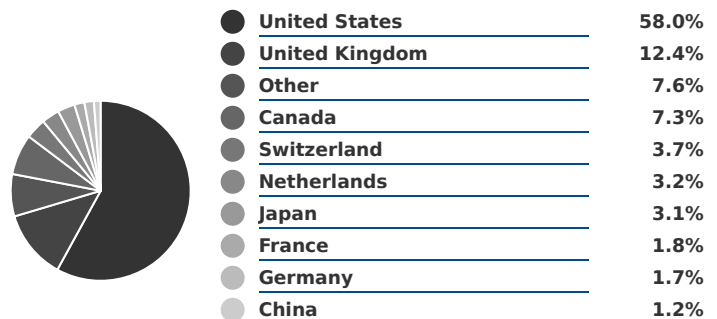 United States 58.0%
United Kingdom 12.4%
Other 7.6%
Canada 7.3%
Switzerland 3.7%
Netherlands 3.2%
Japan 3.1%
France 1.8%
Germany 1.7%
China 1.2%